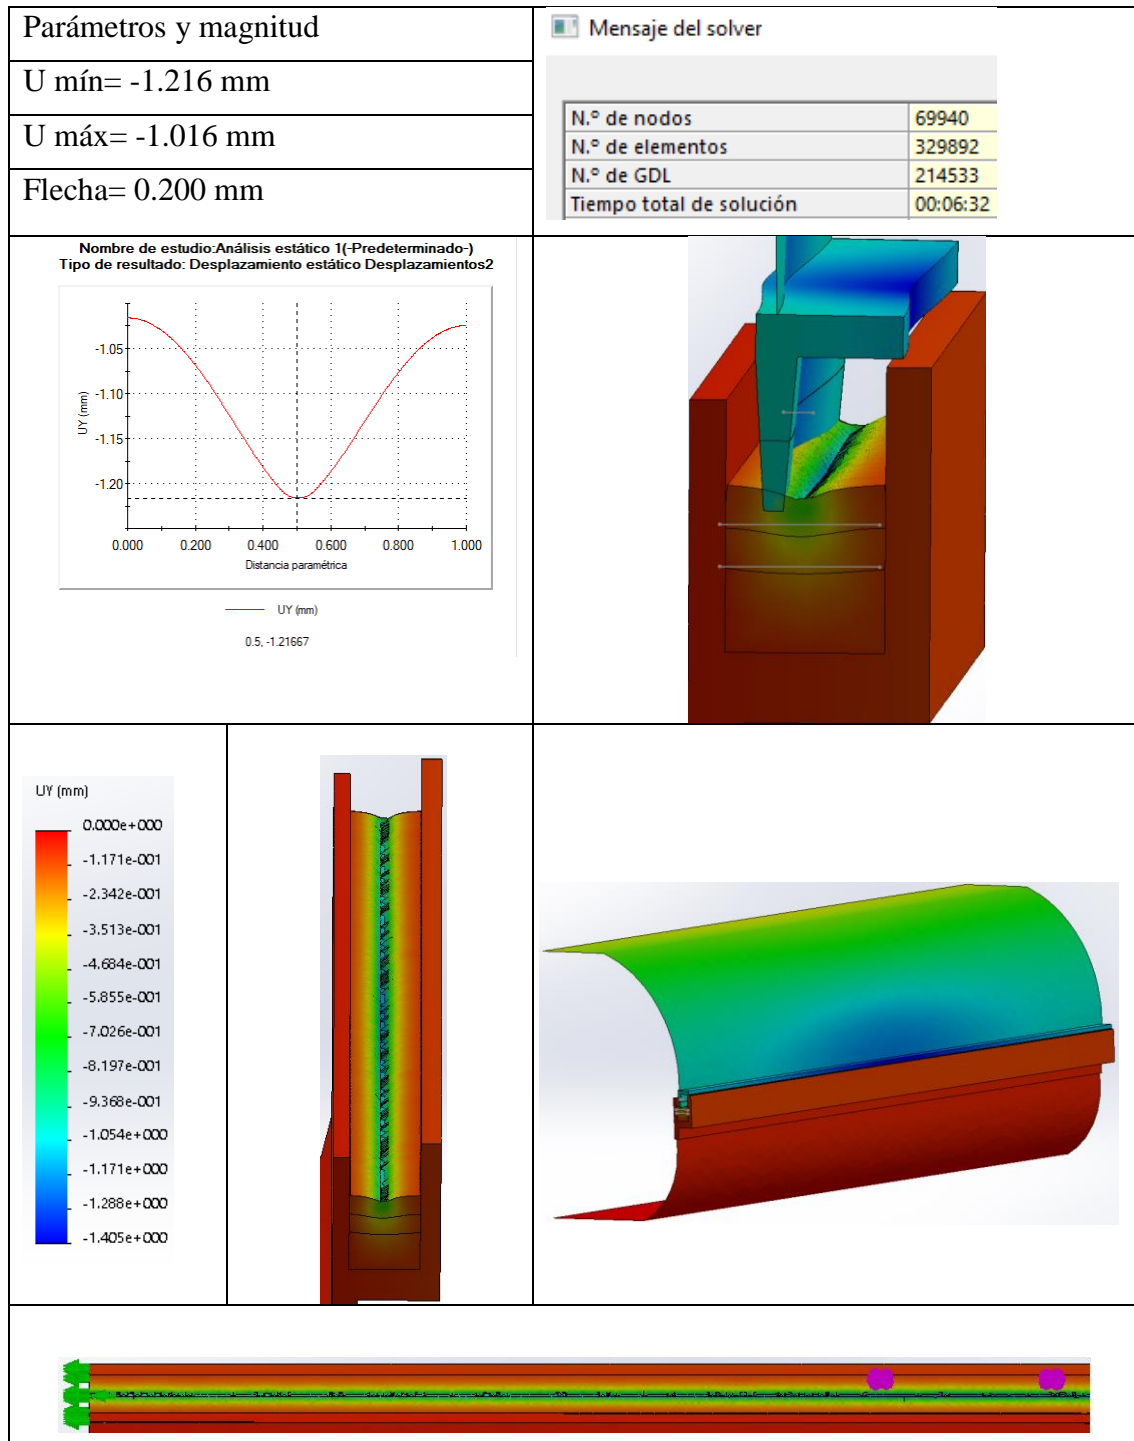 Parámetros y magnitud
U mín= -1.216 mm
U máx= -1.016 mm
Flecha= 0.200 mm
Mensaje del solver
N.º de nodos 69940
N.º de elementos 329892
N.º de GDL 214533
Tiempo total de solución 00:06:32
Nombre de estudio:Análisis estático 1(-Predeterminado-)
Tipo de resultado: Desplazamiento estático Desplazamientos2
UY (mm)
-1.05
-1.10
-1.15
-1.20
0.000 0.200 0.400 0.600 0.800 1.000
Distancia paramétrica
UY (mm)
0.5, -1.21667
UY (mm)
0.000e+000
-1.171e-001
-2.342e-001
-3.513e-001
-4.684e-001
-5.855e-001
-7.026e-001
-8.197e-001
-9.368e-001
-1.054e+000
-1.171e+000
-1.288e+000
-1.405e+000